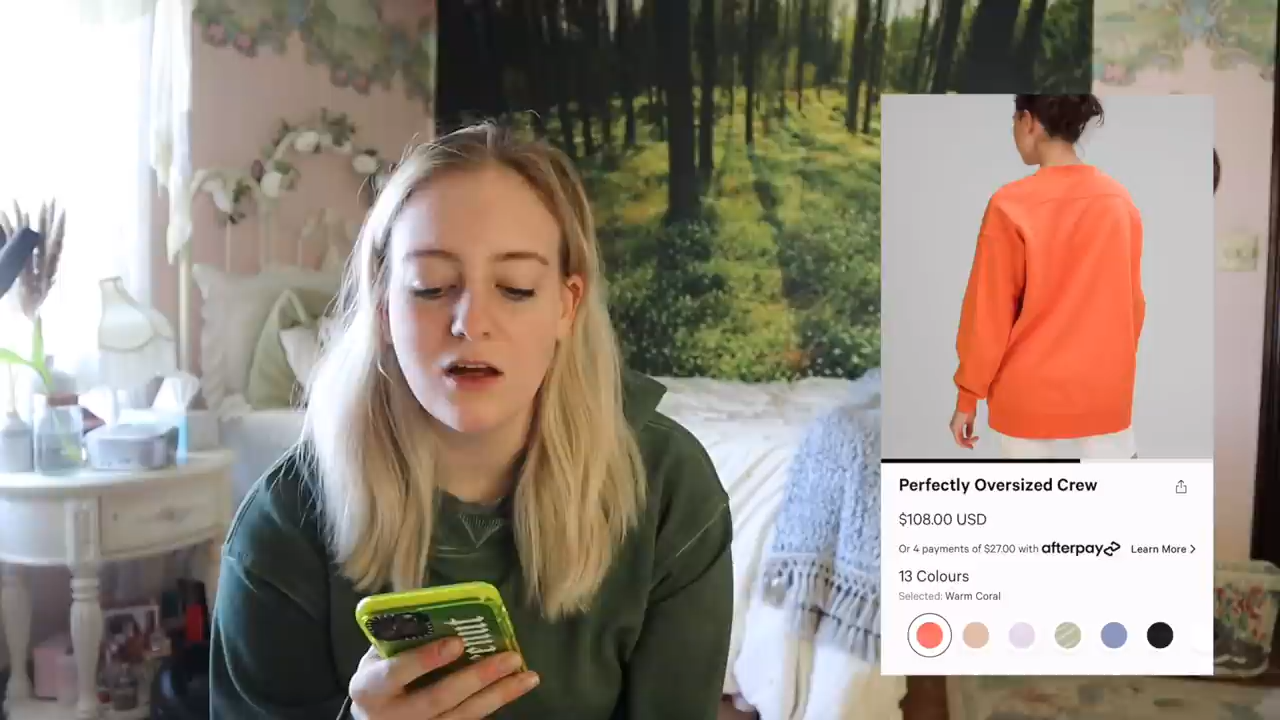 Perfectly Oversized Crew
$108.00 USD
Or 4 payments of $27.00 with afterpay Learn More
13 Colours
Selected: Warm Coral